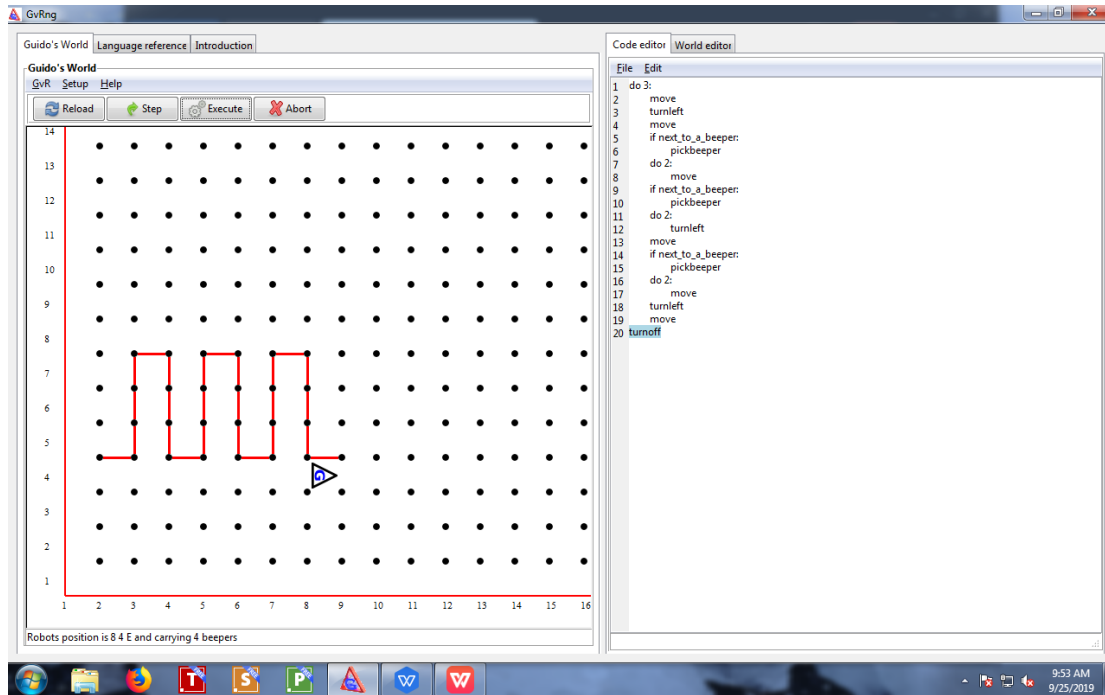 GvRng
Guido's World Language reference Introduction
Guido's World
GvR Setup Help
Reload Step Execute Abort
14
13
12
11
10
9
8
7
6
5
4
3
2
1
G
1 2 3 4 5 6 7 8 9 10 11 12 13 14 15 16
Robots position is 8 4 E and carrying 4 beepers
Code editor World editor
File Edit
1 do 3:
2 move
3 turnleft
4 move
5 if next_to_a_beeper:
6 pickbeeper
7 do 2:
8 move
9 if next_to_a_beeper:
10 pickbeeper
11 do 2:
12 turnleft
13 move
14 if next_to_a_beeper:
15 pickbeeper
16 do 2:
17 move
18 turnleft
19 move
20 turnoff
T S P W W
9:53 AM
9/25/2019